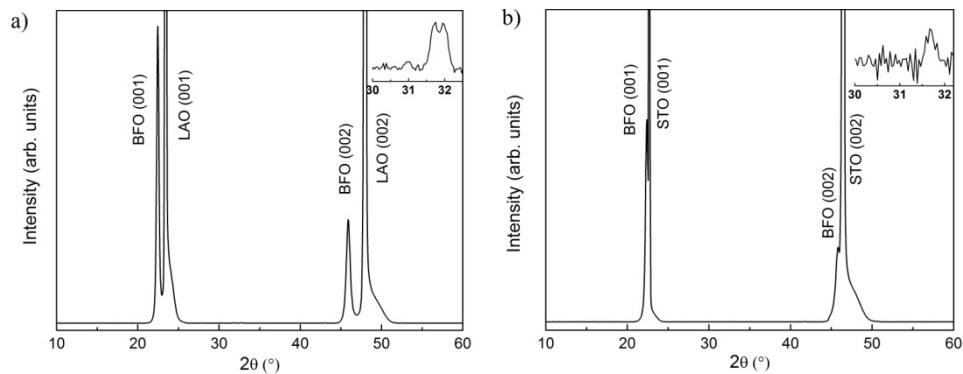 a)
Intensity (arb. units)
BFO (001)
LAO (001)
BFO (002)
LAO (002)
30 31 32
10 20 30 40 50 60
2θ (°)
b)
Intensity (arb. units)
BFO (001)
STO (001)
BFO (002)
STO (002)
30 31 32
10 20 30 40 50 60
2θ (°)